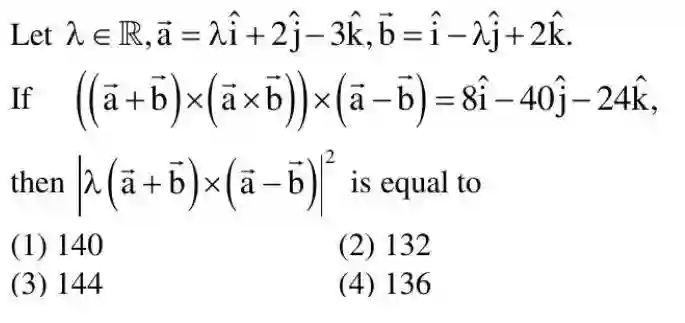 Let λ ∈ ℝ, a⃗ = λî + 2ĵ − 3k̂, b⃗ = î − λĵ + 2k̂.
If ((a⃗ + b⃗) × (a⃗ × b⃗)) × (a⃗ − b⃗) = 8î − 40ĵ − 24k̂,
then |λ(a⃗ + b⃗) × (a⃗ − b⃗)|² is equal to
(1) 140 (2) 132
(3) 144 (4) 136